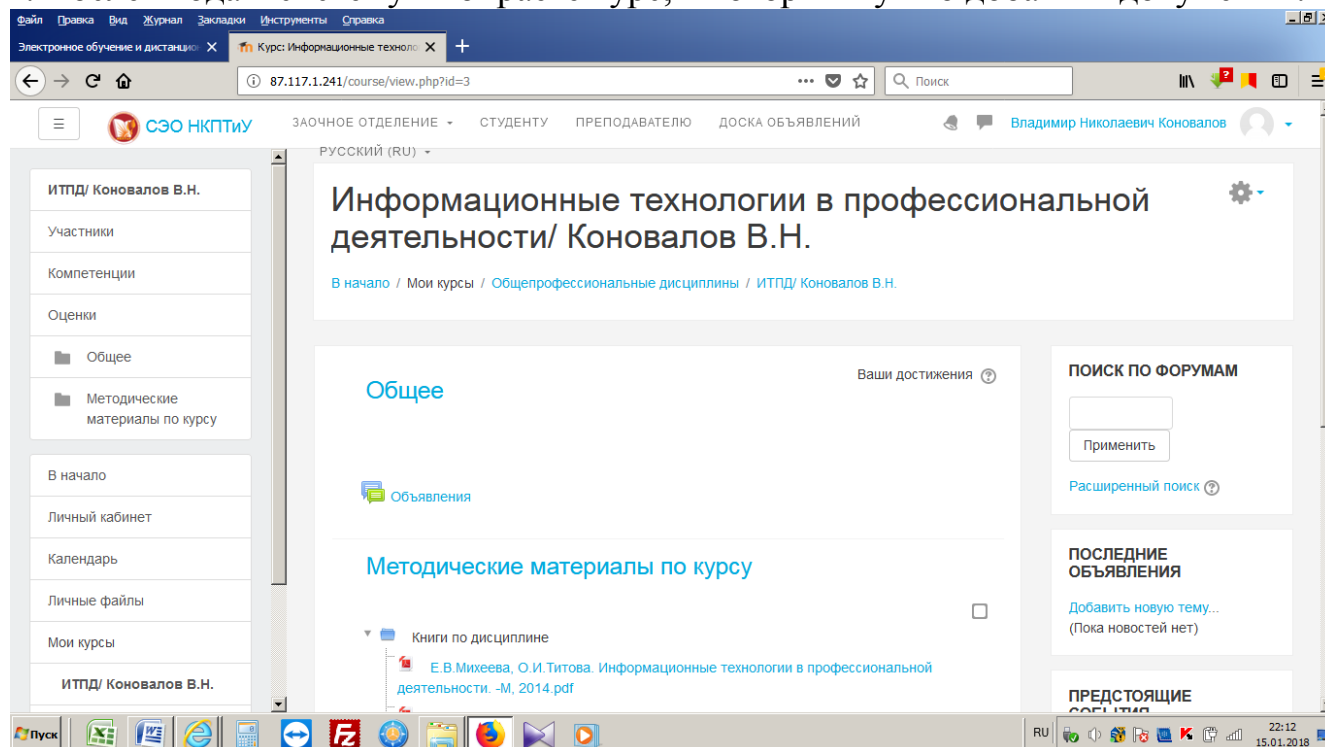 Файл Правка Вид Журнал Закладки Инструменты Справка
Электронное обучение и дистанцио
Курс: Информационные техноло
87.117.1.241/course/view.php?id=3
Поиск
СЭО НКПТиУ
ЗАОЧНОЕ ОТДЕЛЕНИЕ СТУДЕНТУ ПРЕПОДАВАТЕЛЮ ДОСКА ОБЪЯВЛЕНИЙ
Владимир Николаевич Коновалов
РУССКИЙ (RU)
ИТПД/ Коновалов В.Н.
Участники
Компетенции
Оценки
Общее
Методические
материалы по курсу
В начало
Личный кабинет
Календарь
Личные файлы
Мои курсы
ИТПД/ Коновалов В.Н.
Информационные технологии в профессиональной
деятельности/ Коновалов В.Н.
В начало / Мои курсы / Общепрофессиональные дисциплины / ИТПД/ Коновалов В.Н.
Ваши достижения
Общее
Объявления
Методические материалы по курсу
Книги по дисциплине
Е.В.Михеева, О.И.Титова. Информационные технологии в профессиональной
деятельности. -М, 2014.pdf
ПОИСК ПО ФОРУМАМ
Применить
Расширенный поиск
ПОСЛЕДНИЕ
ОБЪЯВЛЕНИЯ
Добавить новую тему...
(Пока новостей нет)
ПРЕДСТОЯЩИЕ
СОБЫТИЯ
Пуск
RU
22:12
15.01.2018